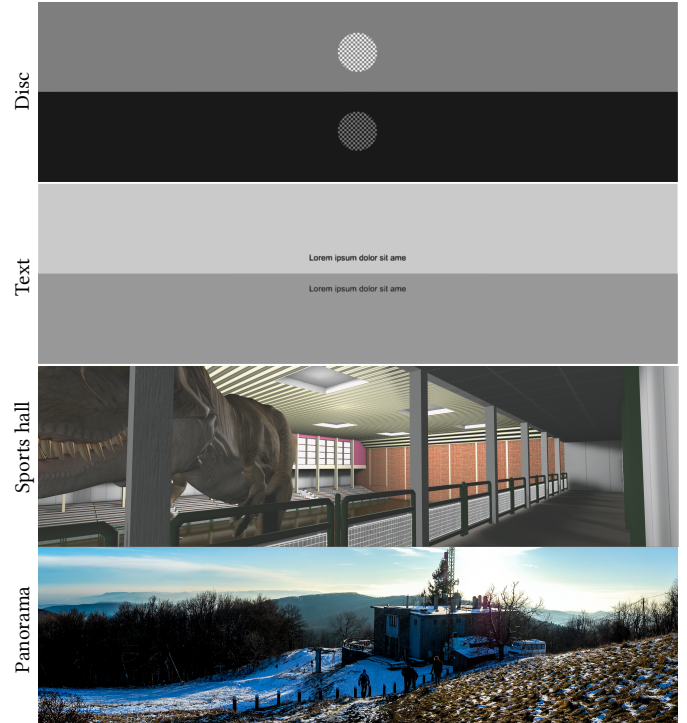 Disc
Text
Lorem ipsum dolor sit ame
Lorem ipsum dolor sit ame
Sports hall
Panorama